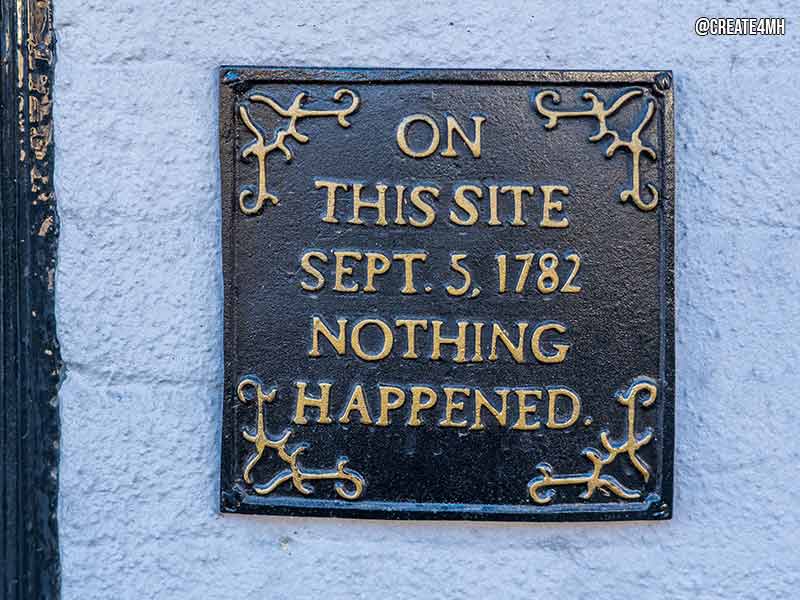 @CREATE4MH
ON
THIS SITE
SEPT. 5, 1782
NOTHING
HAPPENED.